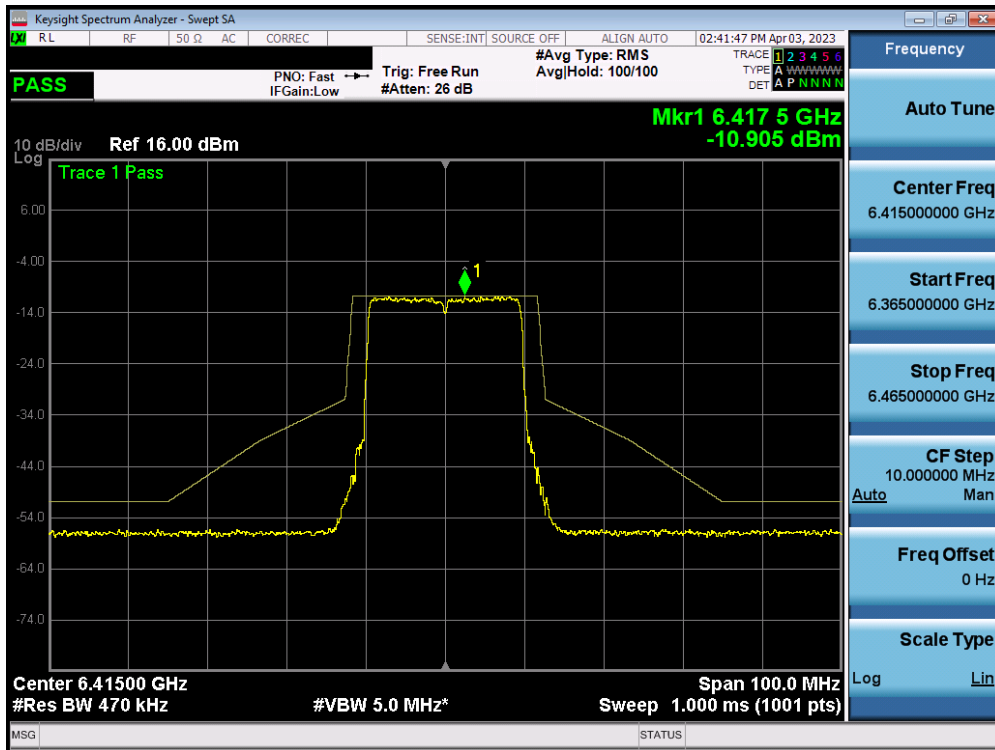 Keysight Spectrum Analyzer - Swept SA
LXI RL RF 50 Ω AC CORREC SENSE:INT SOURCE OFF ALIGN AUTO 02:41:47 PM Apr 03, 2023
PASS
PNO: Fast
IFGain:Low
Trig: Free Run
#Atten: 26 dB
#Avg Type: RMS
Avg|Hold: 100/100
TRACE 1 2 3 4 5 6
TYPE A WWWWW
DET A P N N N N
Mkr1 6.417 5 GHz
-10.905 dBm
10 dB/div Ref 16.00 dBm
Log
Trace 1 Pass
6.00
-4.00
1
-14.0
-24.0
-34.0
-44.0
-54.0
-64.0
-74.0
Center 6.41500 GHz Span 100.0 MHz
#Res BW 470 kHz #VBW 5.0 MHz* Sweep 1.000 ms (1001 pts)
MSG STATUS
Frequency
Auto Tune
Center Freq
6.415000000 GHz
Start Freq
6.365000000 GHz
Stop Freq
6.465000000 GHz
CF Step
10.000000 MHz
Auto Man
Freq Offset
0 Hz
Scale Type
Log Lin